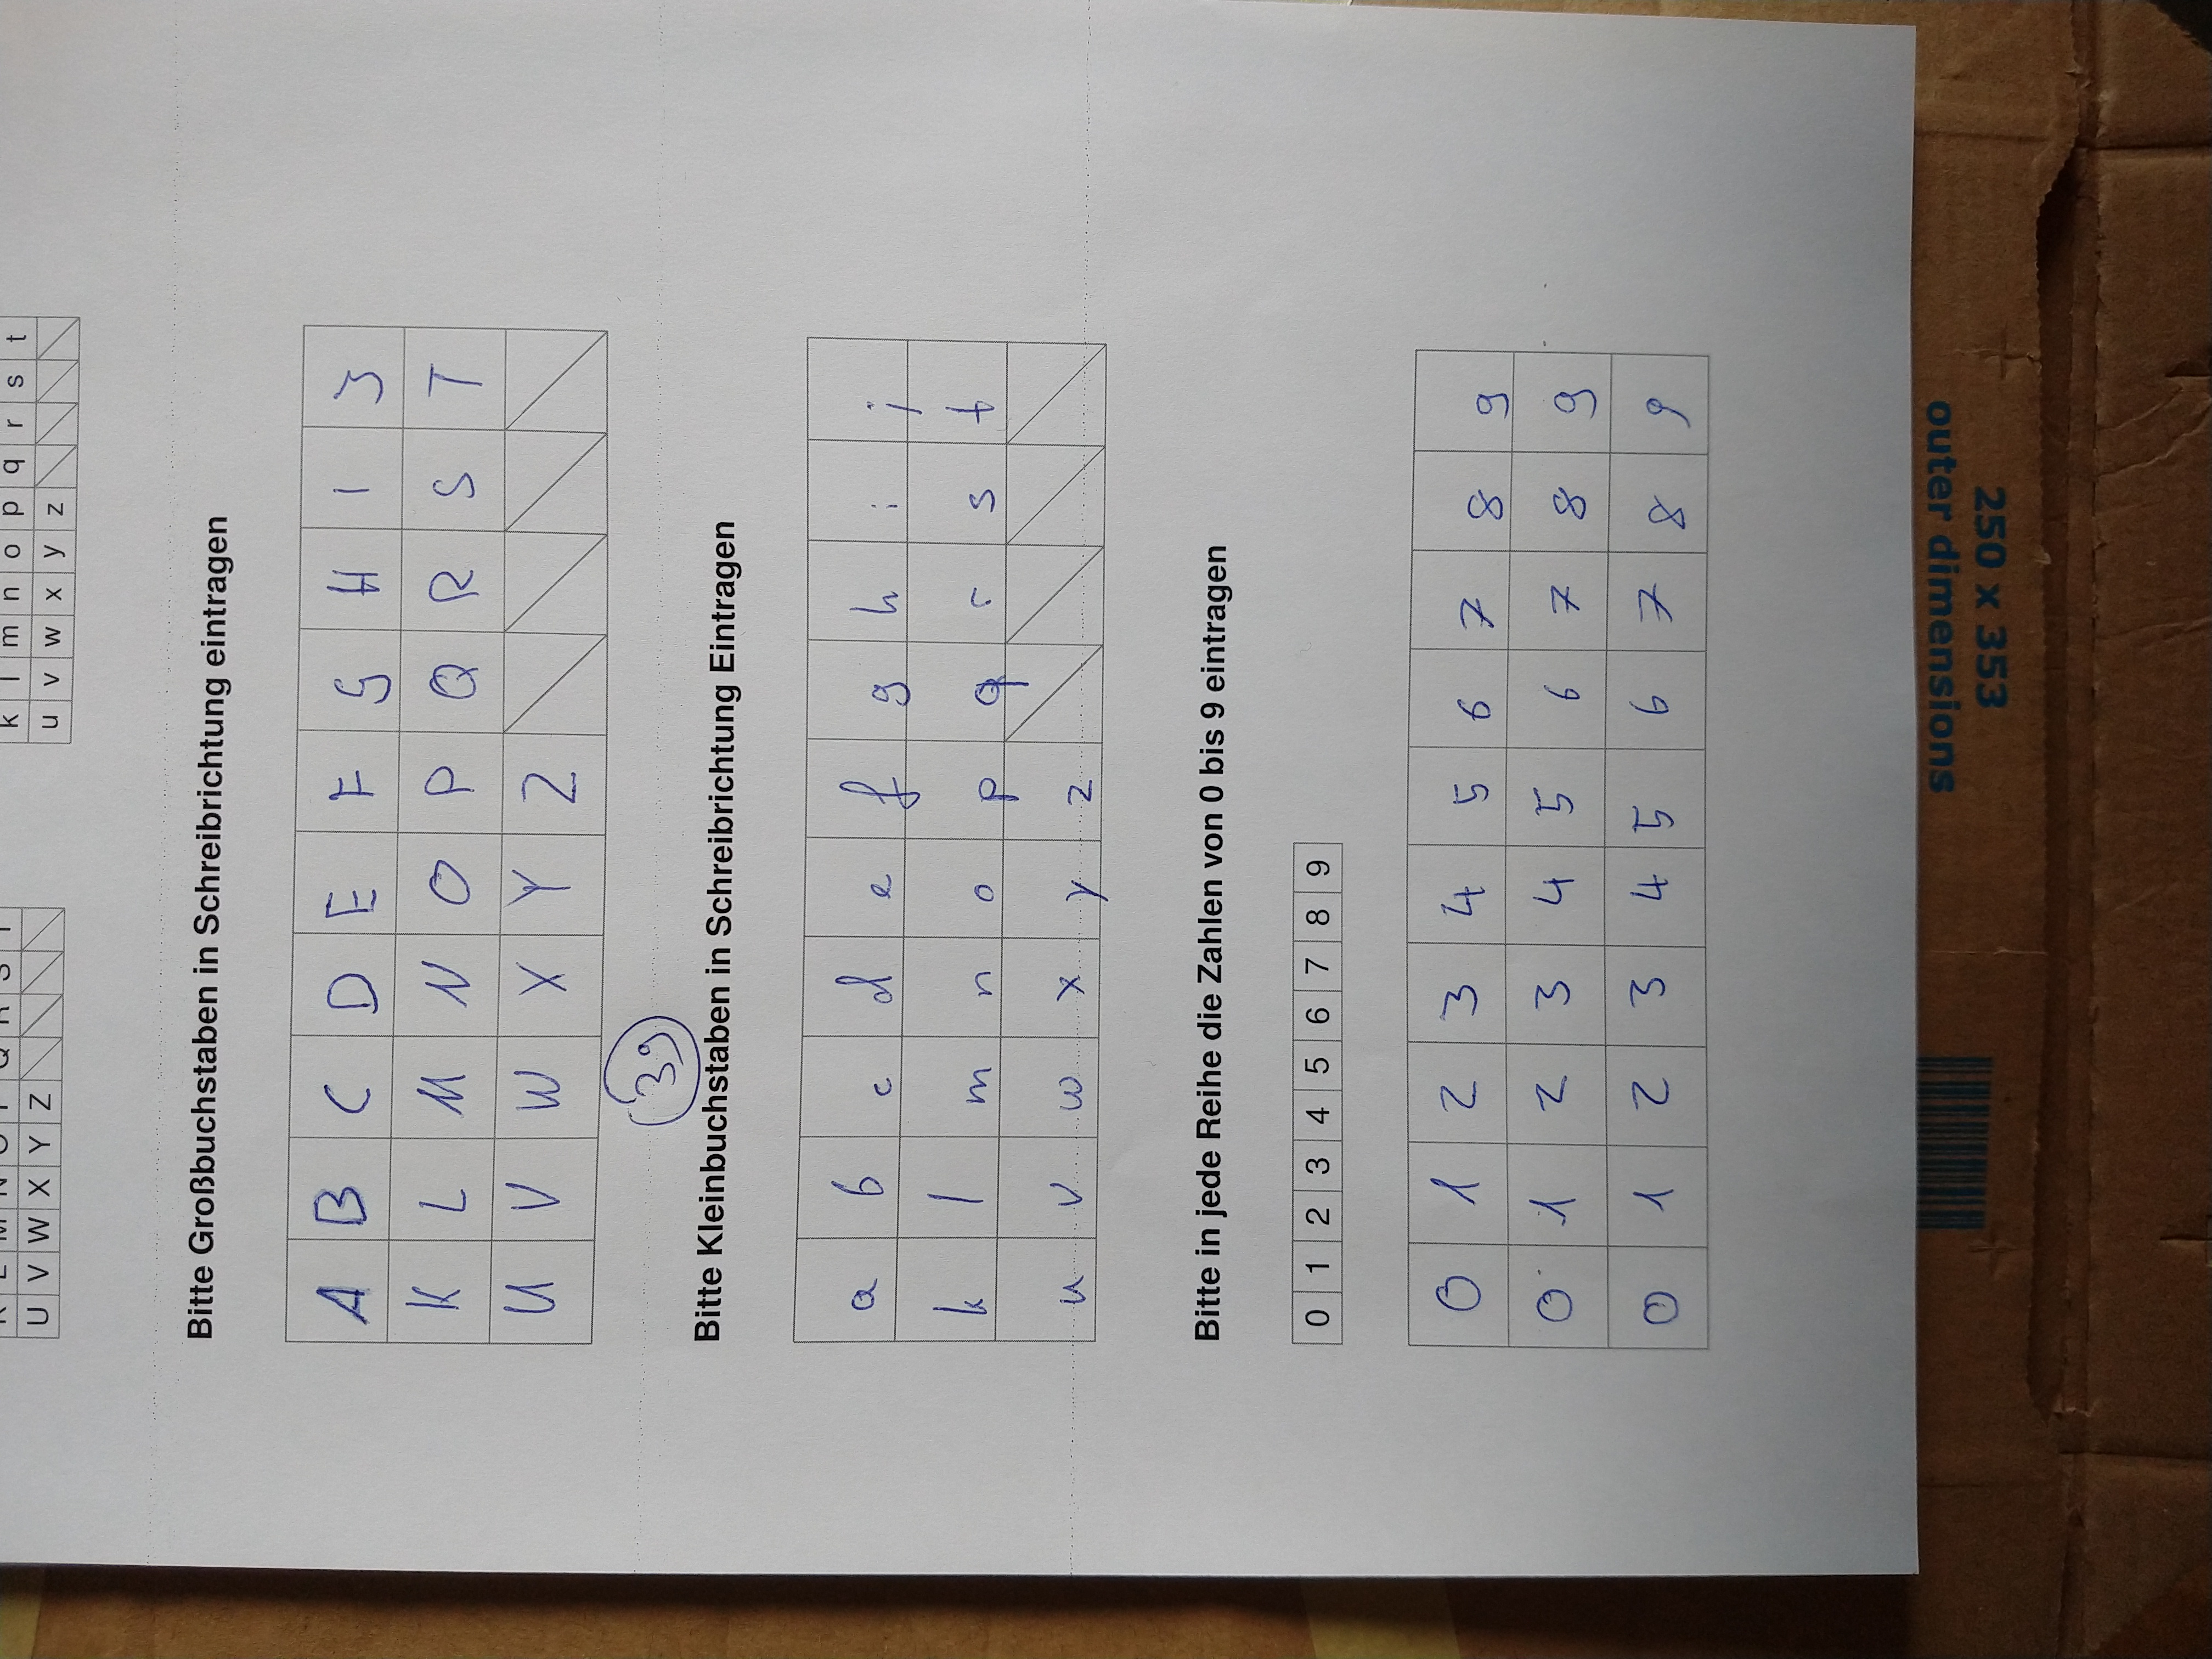 K L M N O P Q R S T
U V W X Y Z
k l m n o p q r s t
u v w x y z
Bitte Großbuchstaben in Schreibrichtung eintragen
A B C D E F G H I J
K L M N O P Q R S T
U V W X Y Z
39
Bitte Kleinbuchstaben in Schreibrichtung Eintragen
a b c d e f g h i j
k l m n o p q r s t
u v w x y z
Bitte in jede Reihe die Zahlen von 0 bis 9 eintragen
0 1 2 3 4 5 6 7 8 9
0 1 2 3 4 5 6 7 8 9
0 1 2 3 4 5 6 7 8 9
0 1 2 3 4 5 6 7 8 9
250 x 353
outer dimensions